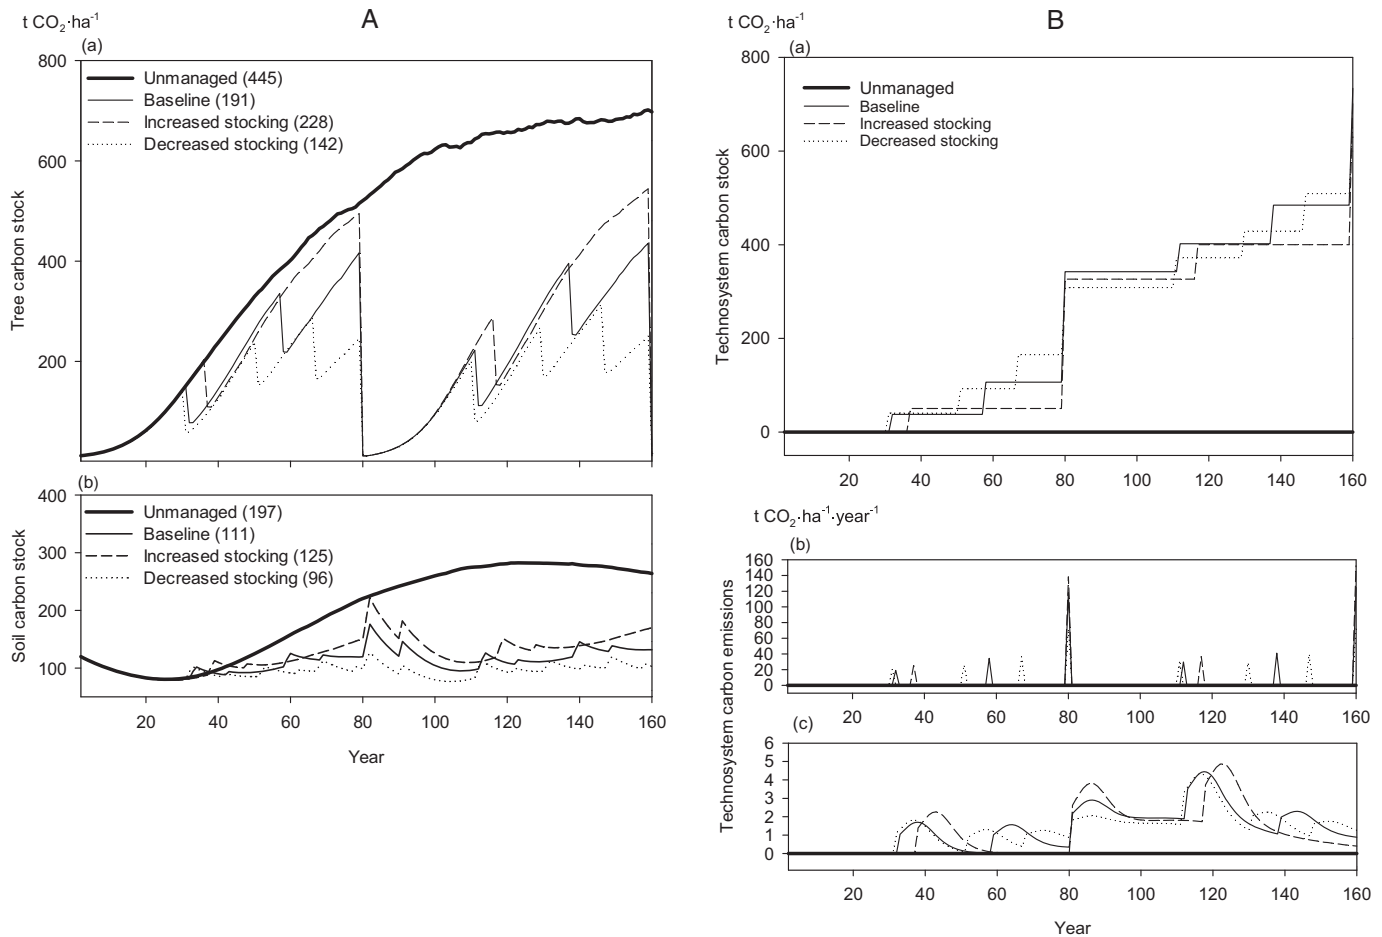 A
t CO2·ha-1
(a)
800
600
400
200
Tree carbon stock
Unmanaged (445)
Baseline (191)
Increased stocking (228)
Decreased stocking (142)
(b)
400
300
200
100
Soil carbon stock
Unmanaged (197)
Baseline (111)
Increased stocking (125)
Decreased stocking (96)
20 40 60 80 100 120 140 160
Year
B
t CO2·ha-1
(a)
800
600
400
200
0
Technosystem carbon stock
Unmanaged
Baseline
Increased stocking
Decreased stocking
20 40 60 80 100 120 140 160
t CO2·ha-1·year-1
(b)
160
140
120
100
80
60
40
20
0
Technosystem carbon emissions
20 40 60 80 100 120 140 160
(c)
6
5
4
3
2
1
0
20 40 60 80 100 120 140 160
Year